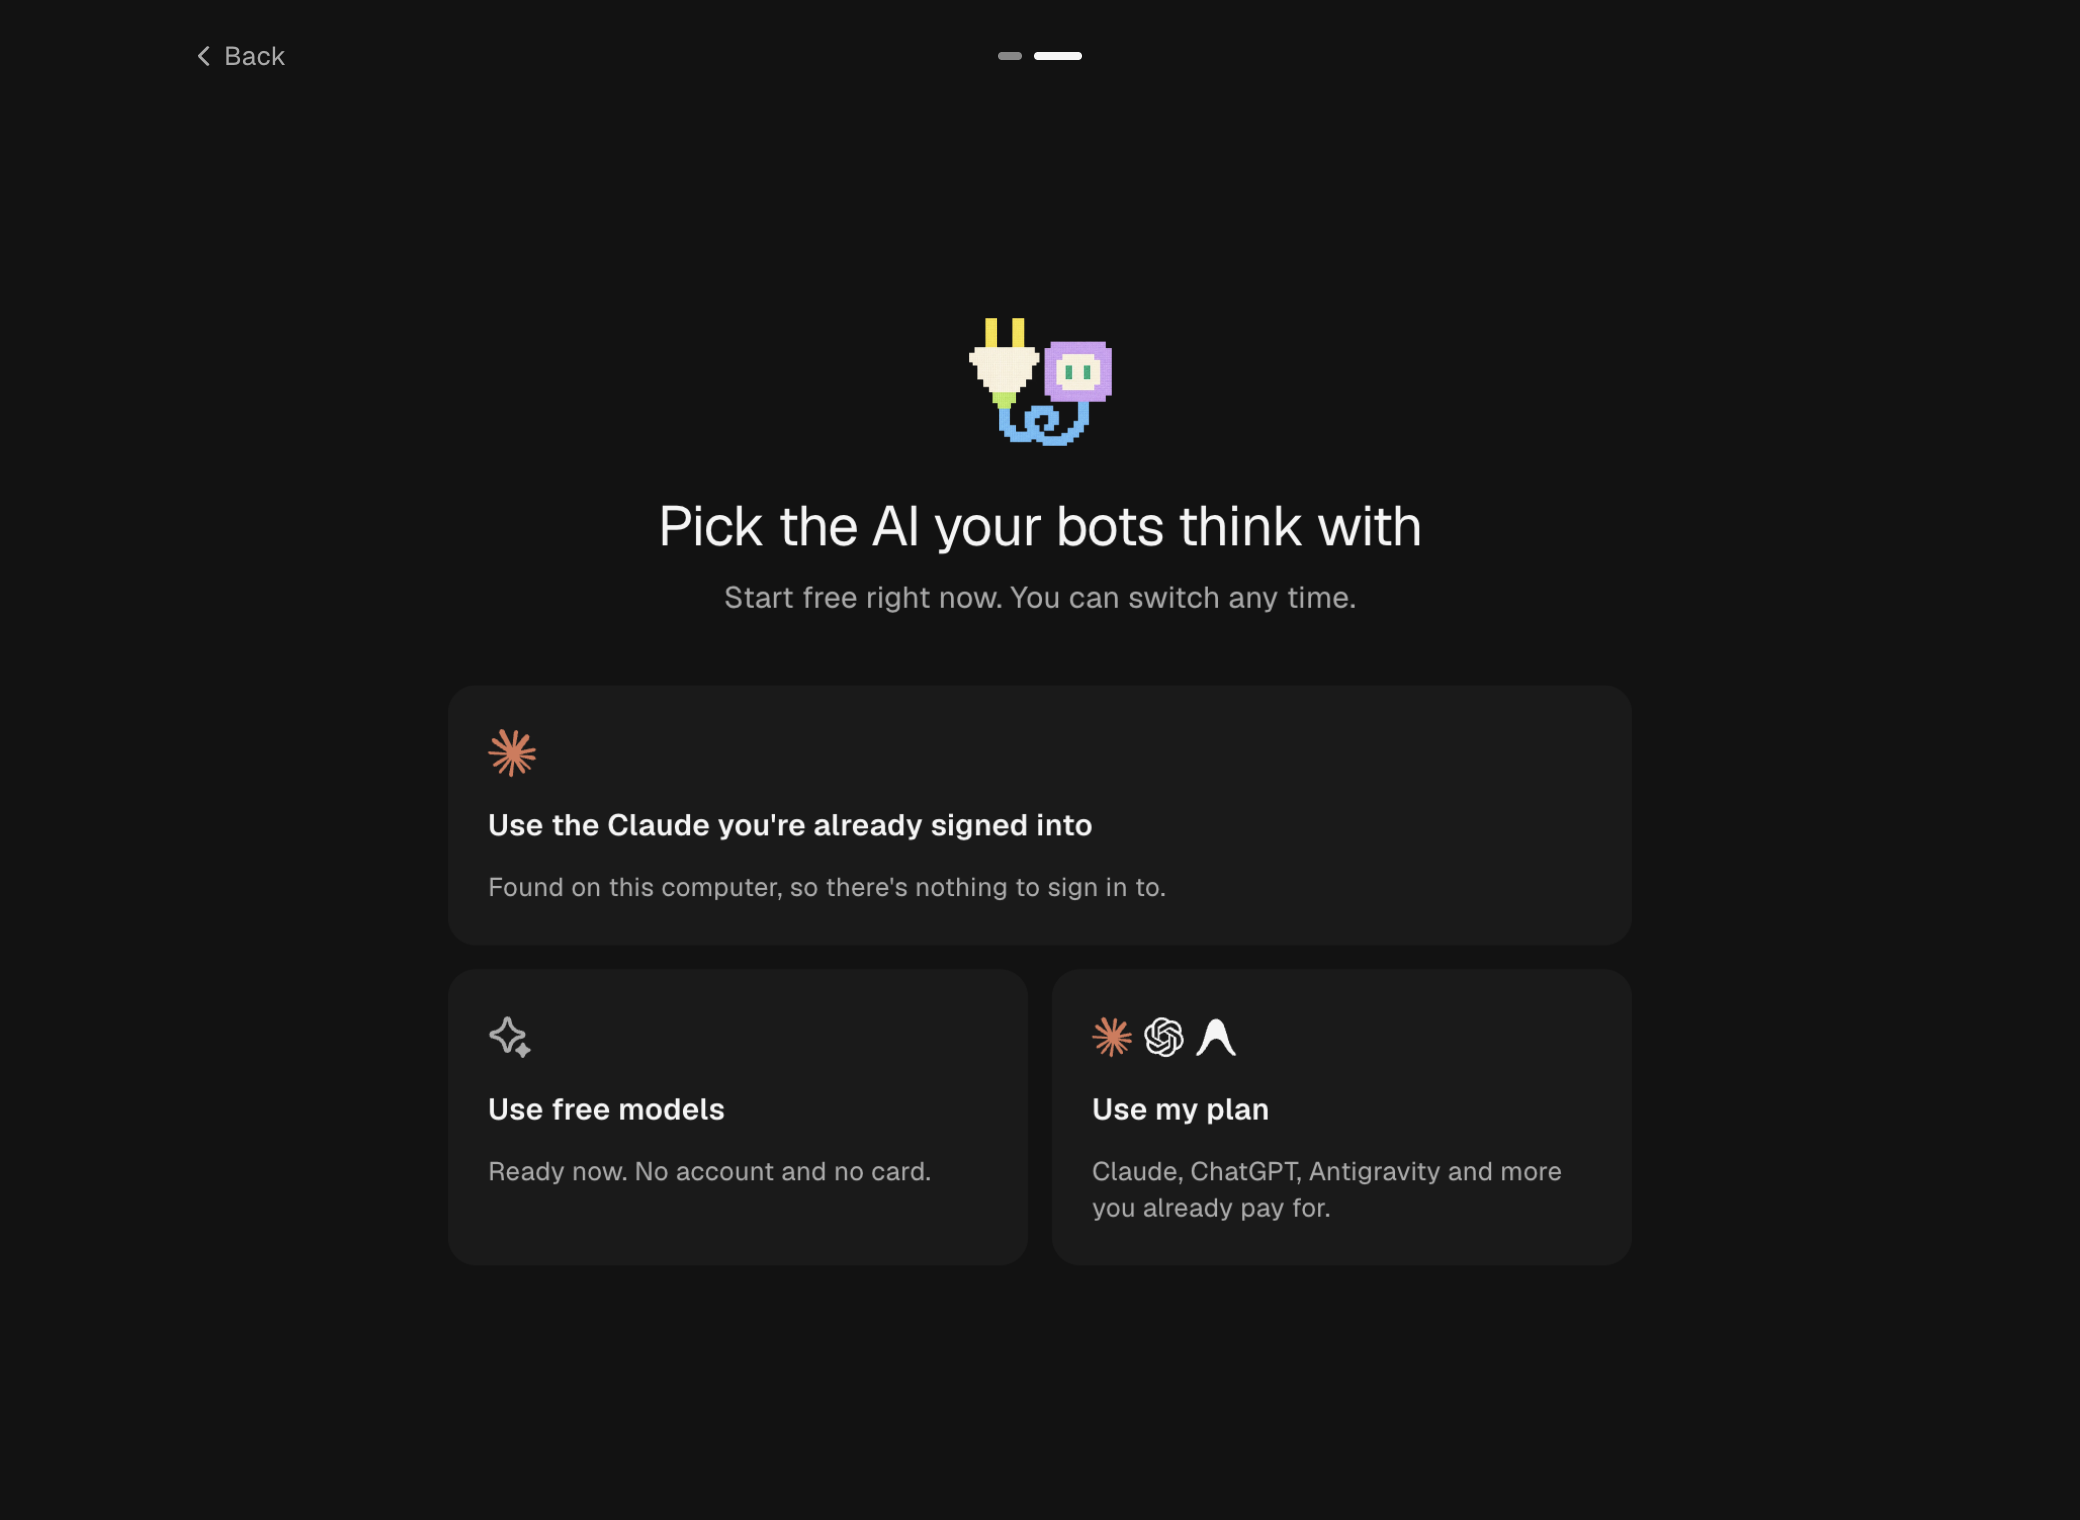 Back
Pick the AI your bots think with
Start free right now. You can switch any time.
Use the Claude you're already signed into
Found on this computer, so there's nothing to sign in to.
Use free models
Ready now. No account and no card.
Use my plan
Claude, ChatGPT, Antigravity and more
you already pay for.